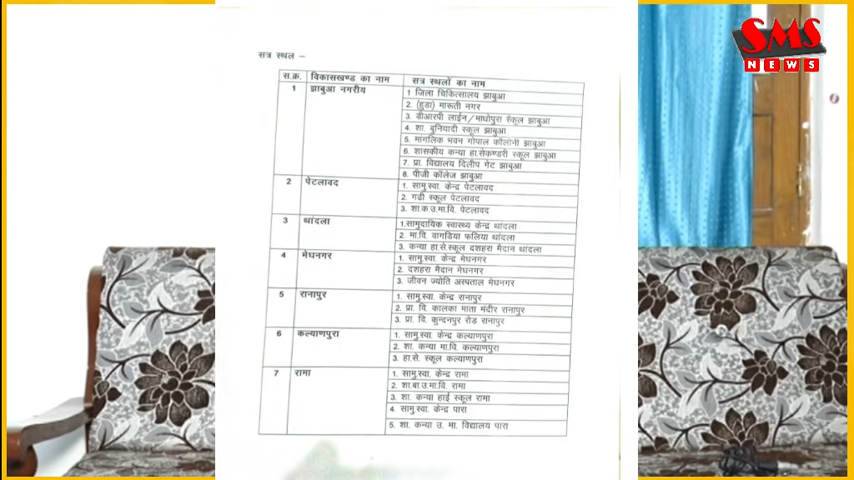 SMS
NEWS
सत्र स्थल –
स.क्र. विकासखण्ड का नाम सत्र स्थलों का नाम
1 झाबुआ नगरीय 1 जिला चिकित्सालय झाबुआ
2. (हुडा) मारूती नगर
3. डीआरपी लाईन/माधोपुरा स्कूल झाबुआ
4. शा. बुनियादी स्कूल झाबुआ
5. मांगलिक भवन गोपाल कॉलोनी झाबुआ
6. शासकीय कन्या हा.सेकण्डरी स्कूल झाबुआ
7. प्रा. विद्यालय दिलीप गेट झाबुआ
8. पीजी कॉलेज झाबुआ
2 पेटलावद 1. सामु.स्वा. केन्द्र पेटलावद
2. गढी स्कूल पेटलावद
3. शा.क.उ.मा.वि. पेटलावद
3 थांदला 1.सामुदायिक स्वास्थ्य केन्द्र थांदला
2. मा.वि. वागडिया फलिया थांदला
3. कन्या हा.से.स्कूल दशहरा मैदान थांदला
4 मेघनगर 1. सामु.स्वा. केन्द्र मेघनगर
2. दशहरा मैदान मेघनगर
3. जीवन ज्योति अस्पताल मेघनगर
5 रानापुर 1. सामु.स्वा. केन्द्र रानापुर
2. प्रा. वि. कालका माता मंदीर रानापुर
3. प्रा. वि. कुन्दनपुर रोड़ रानापुर
6 कल्याणपुरा 1. सामु.स्वा. केन्द्र कल्याणपुरा
2. शा. कन्या मा.वि. कल्याणपुरा
3. हा.से. स्कूल कल्याणपुरा
7 रामा 1. सामु.स्वा. केन्द्र रामा
2. शा.बा.उ.मा.वि. रामा
3. शा. कन्या हाई स्कूल रामा
4. सामु.स्वा. केन्द्र पारा
5. शा. कन्या उ. मा. विद्यालय पारा